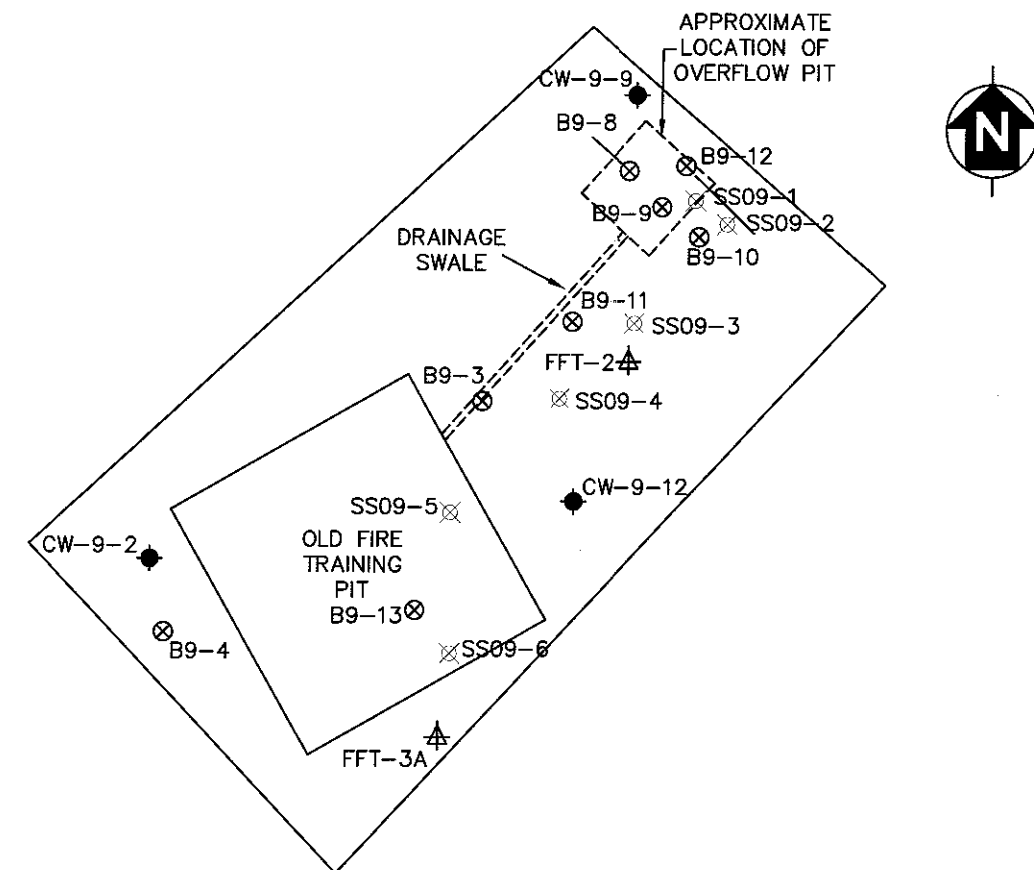 APPROXIMATE
LOCATION OF
OVERFLOW PIT
CW-9-9
N
B9-8
B9-12
SS09-1
B9-9
SS09-2
B9-10
DRAINAGE
SWALE
B9-11
SS09-3
FFT-2
B9-3
SS09-4
CW-9-12
SS09-5
OLD FIRE
TRAINING
PIT
CW-9-2
B9-13
B9-4
SS09-6
FFT-3A